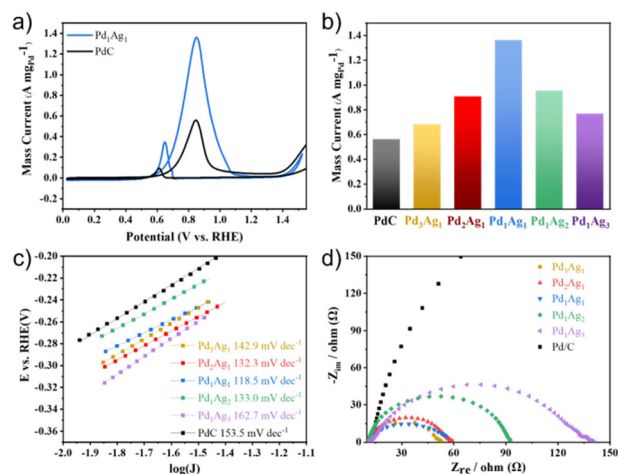 a)
Pd₁Ag₁
PdC
Mass Current (A mgPd⁻¹)
1.4
1.2
1.0
0.8
0.6
0.4
0.2
0.0
-0.2
0.0 0.2 0.4 0.6 0.8 1.0 1.2 1.4
Potential (V vs. RHE)
b)
Mass Current (A mgPd⁻¹)
1.4
1.2
1.0
0.8
0.6
0.4
0.2
0.0
PdC Pd₃Ag₁ Pd₂Ag₁ Pd₁Ag₁ Pd₁Ag₂ Pd₁Ag₃
c)
E vs. RHE(V)
-0.20
-0.22
-0.24
-0.26
-0.28
-0.30
-0.32
-0.34
-0.36
Pd₃Ag₁ 142.9 mV dec⁻¹
Pd₂Ag₁ 132.3 mV dec⁻¹
Pd₁Ag₁ 118.5 mV dec⁻¹
Pd₁Ag₂ 133.0 mV dec⁻¹
Pd₁Ag₃ 162.7 mV dec⁻¹
PdC 153.5 mV dec⁻¹
-2.0 -1.9 -1.8 -1.7 -1.6 -1.5 -1.4 -1.3
log(J)
d)
-Zim / ohm (Ω)
150
120
90
60
30
0
Pd₃Ag₁
Pd₂Ag₁
Pd₁Ag₁
Pd₁Ag₂
Pd₁Ag₃
Pd/C
0 30 60 90 120 150
Zre / ohm (Ω)